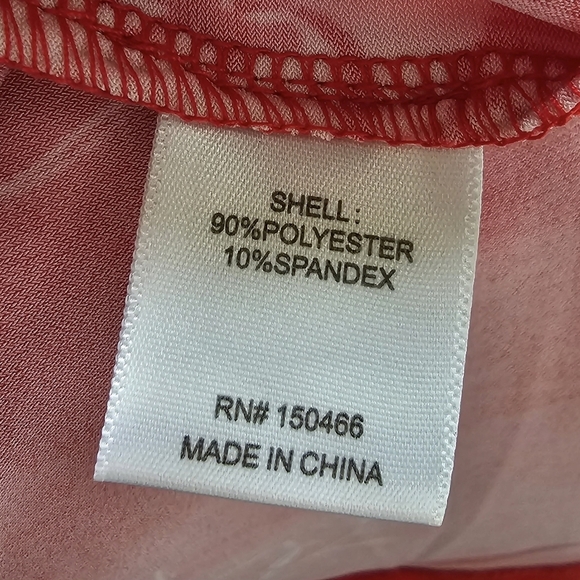 SHELL:
90%POLYESTER
10%SPANDEX
RN# 150466
MADE IN CHINA